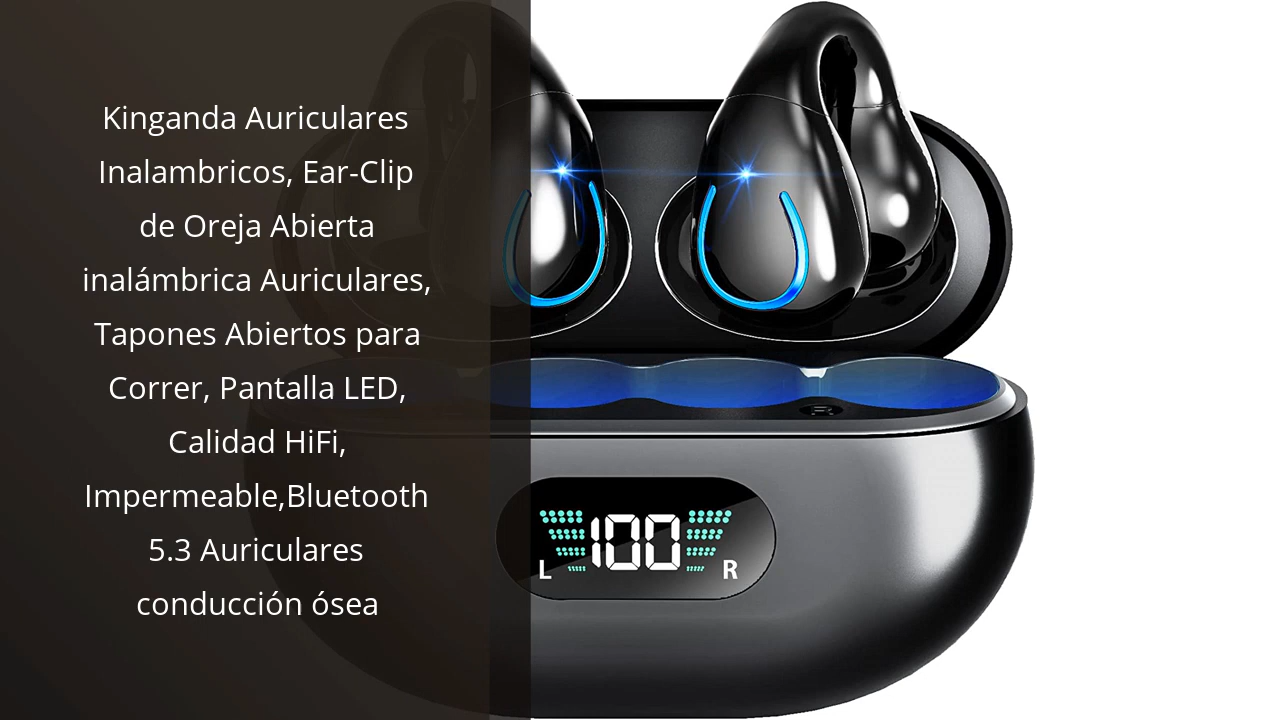 Kinganda Auriculares
Inalambricos, Ear-Clip
de Oreja Abierta
inalámbrica Auriculares,
Tapones Abiertos para
Correr, Pantalla LED,
Calidad HiFi,
Impermeable,Bluetooth
5.3 Auriculares
conducción ósea
R
100
L R